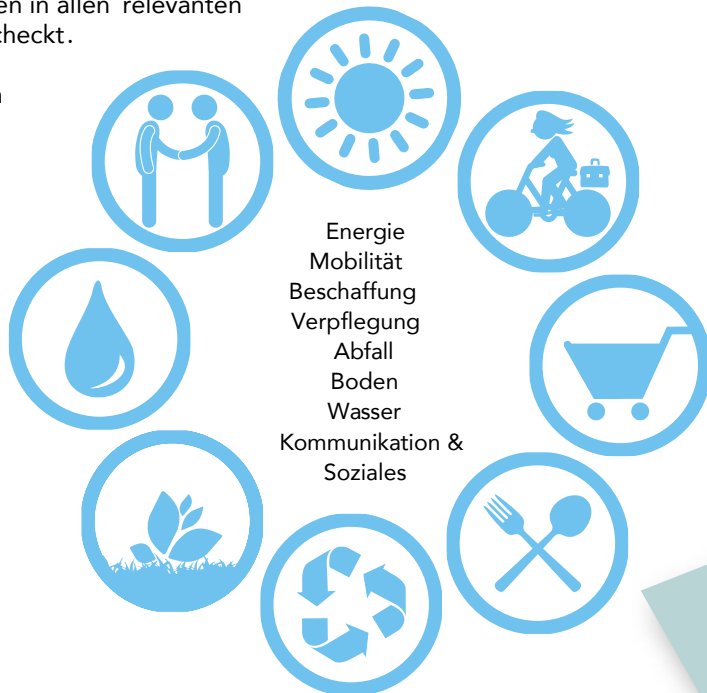 en in allen relevanten
checkt.
Energie
Mobilität
Beschaffung
Verpflegung
Abfall
Boden
Wasser
Kommunikation &
Soziales